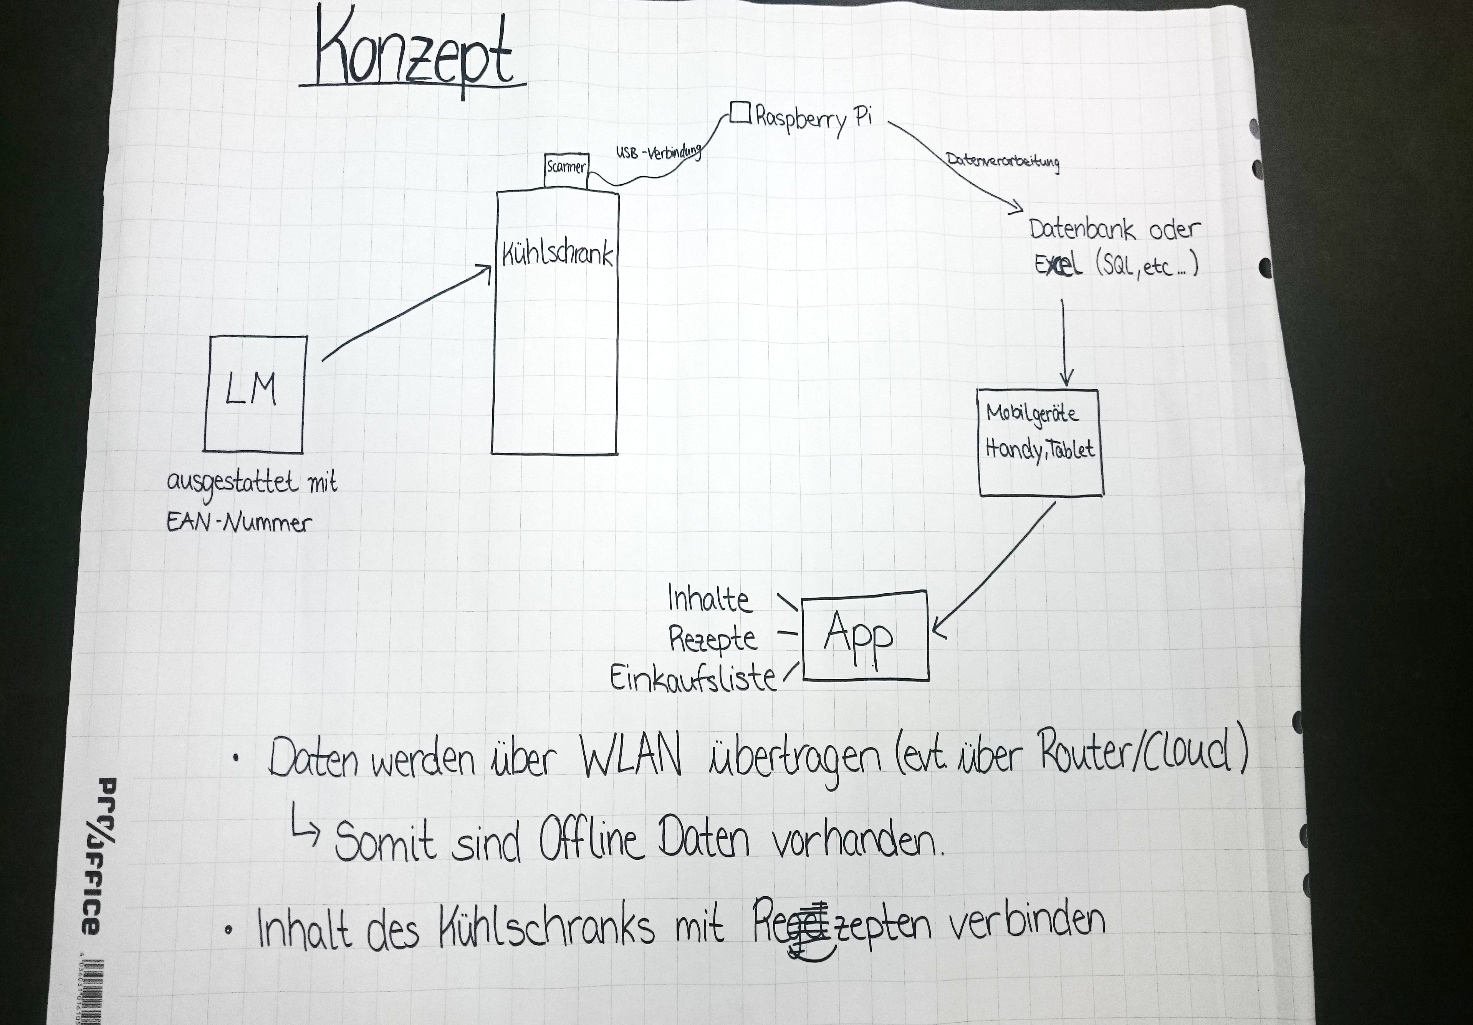 Konzept
Raspberry Pi
USB-Verbindung
Scanner
Datenverarbeitung
Kühlschrank
Datenbank oder
Excel (SQL, etc...)
LM
ausgestattet mit
EAN-Nummer
Mobilgeräte
Handy, Tablet
Inhalte
Rezepte
Einkaufsliste
App
• Daten werden über WLAN übertragen (evt. über Router/Cloud)
↳ Somit sind Offline Daten vorhanden.
• Inhalt des Kühlschranks mit Rezepten verbinden
pro/office